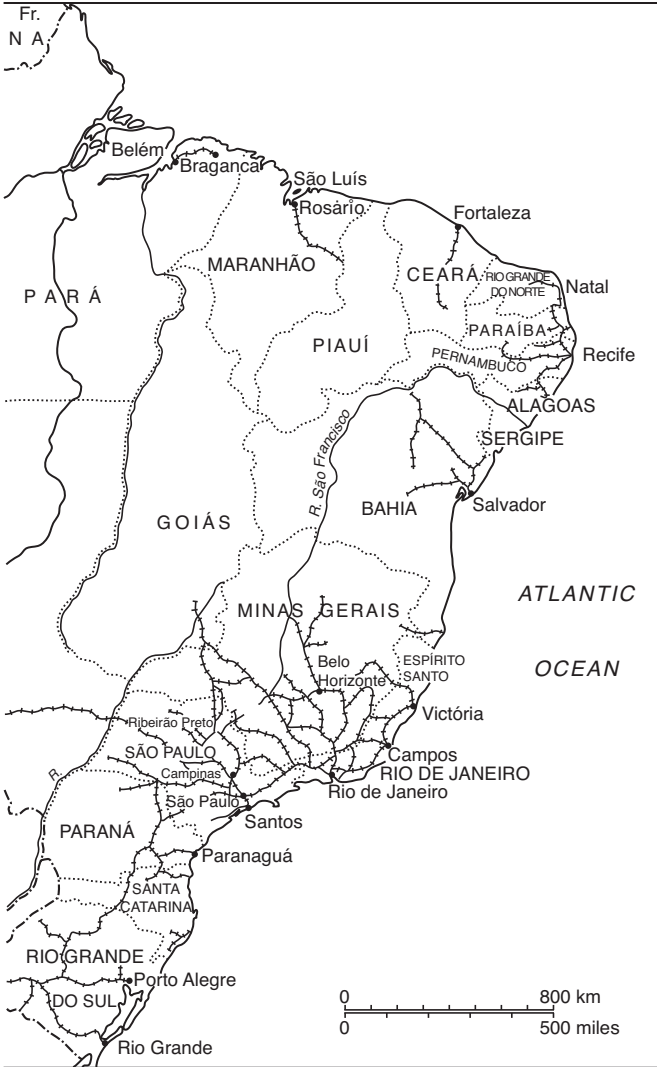 Fr.
N A
Belém
Bragança
São Luís
Rosário
Fortaleza
MARANHÃO
CEARÁ
RIO GRANDE
DO NORTE
Natal
PARÁ
PIAUÍ
PARAÍBA
PERNAMBUCO
Recife
ALAGOAS
SERGIPE
R. São Francisco
BAHIA
Salvador
GOIÁS
ATLANTIC
OCEAN
MINAS GERAIS
Belo
Horizonte
ESPÍRITO
SANTO
Victória
Ribeirão Preto
SÃO PAULO
Campos
Campinas
RIO DE JANEIRO
Rio de Janeiro
R.
São Paulo
Santos
PARANÁ
Paranaguá
SANTA
CATARINA
RIO GRANDE
DO SUL
Porto Alegre
Rio Grande
0 800 km
0 500 miles